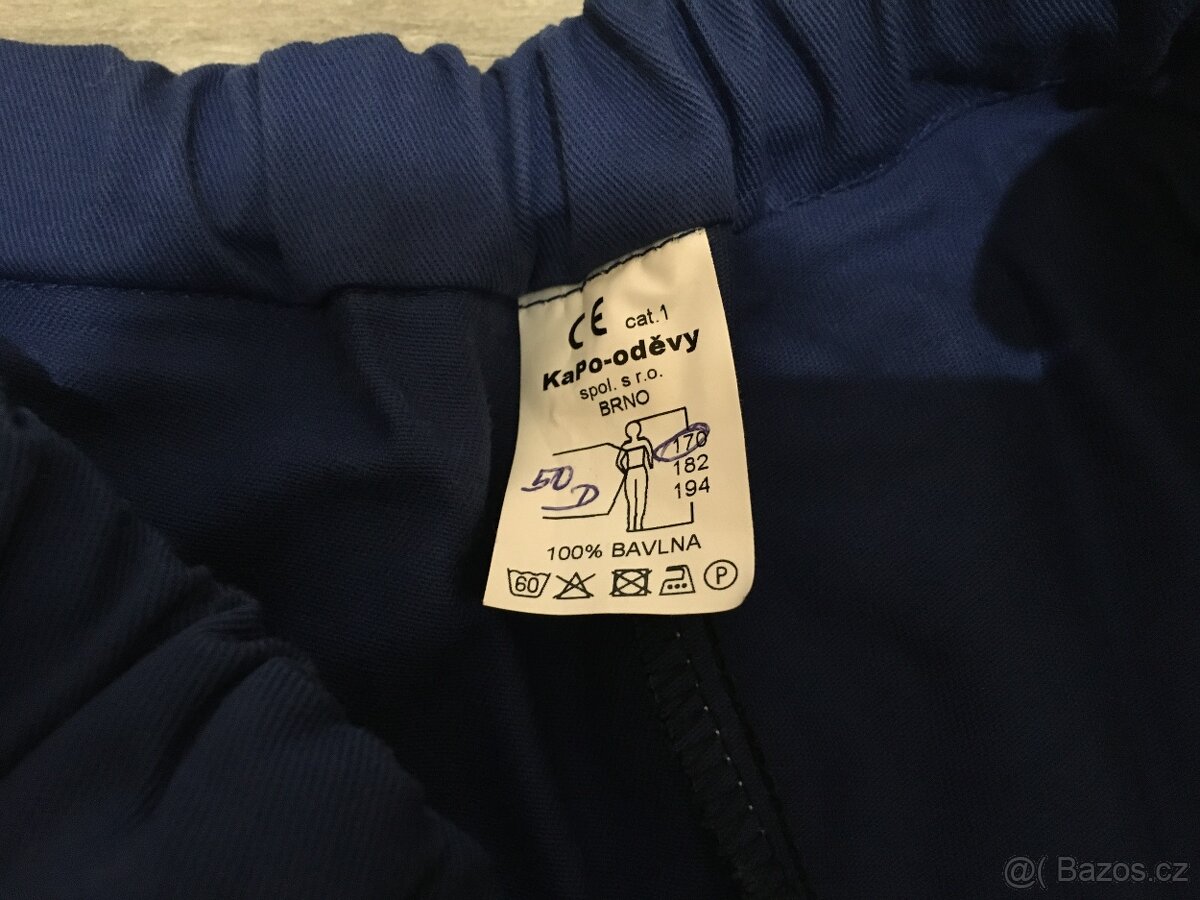 CE cat.1
KaPo-oděvy
spol. s r.o.
BRNO
170
182
194
50
D
100% BAVLNA
60
P
@( Bazos.cz